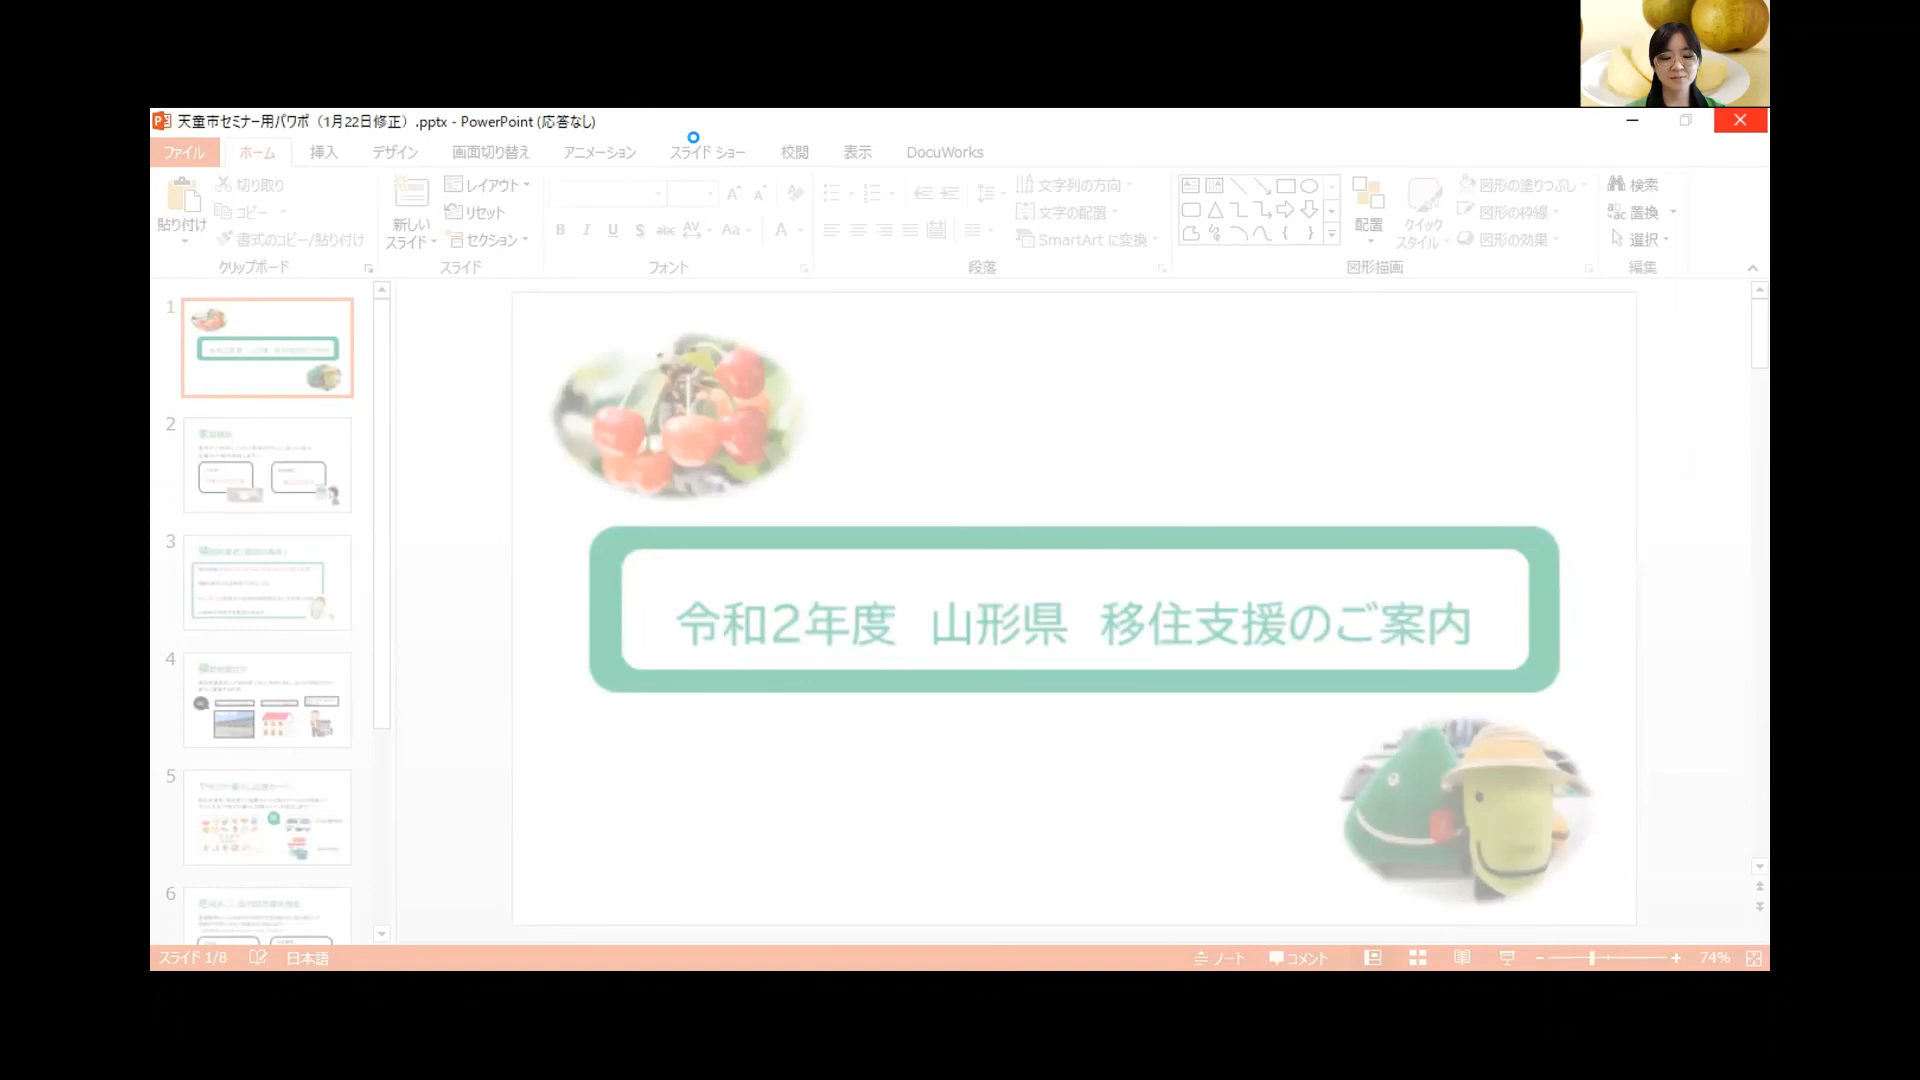 天童市セミナー用パワポ（1月22日修正）.pptx - PowerPoint (応答なし)
ファイル ホーム 挿入 デザイン 画面切り替え アニメーション スライド ショー 校閲 表示 DocuWorks
貼り付け
切り取り
コピー
書式のコピー/貼り付け
クリップボード
新しい
スライド
レイアウト
リセット
セクション
スライド
B I U S abc AV Aa A
フォント
文字列の方向
文字の配置
SmartArt に変換
段落
配置
クイック
スタイル
図形の塗りつぶし
図形の枠線
図形の効果
図形描画
検索
置換
選択
編集
1
2
3
4
5
6
令和2年度　山形県　移住支援のご案内
スライド 1/8 日本語
ノート コメント 74%